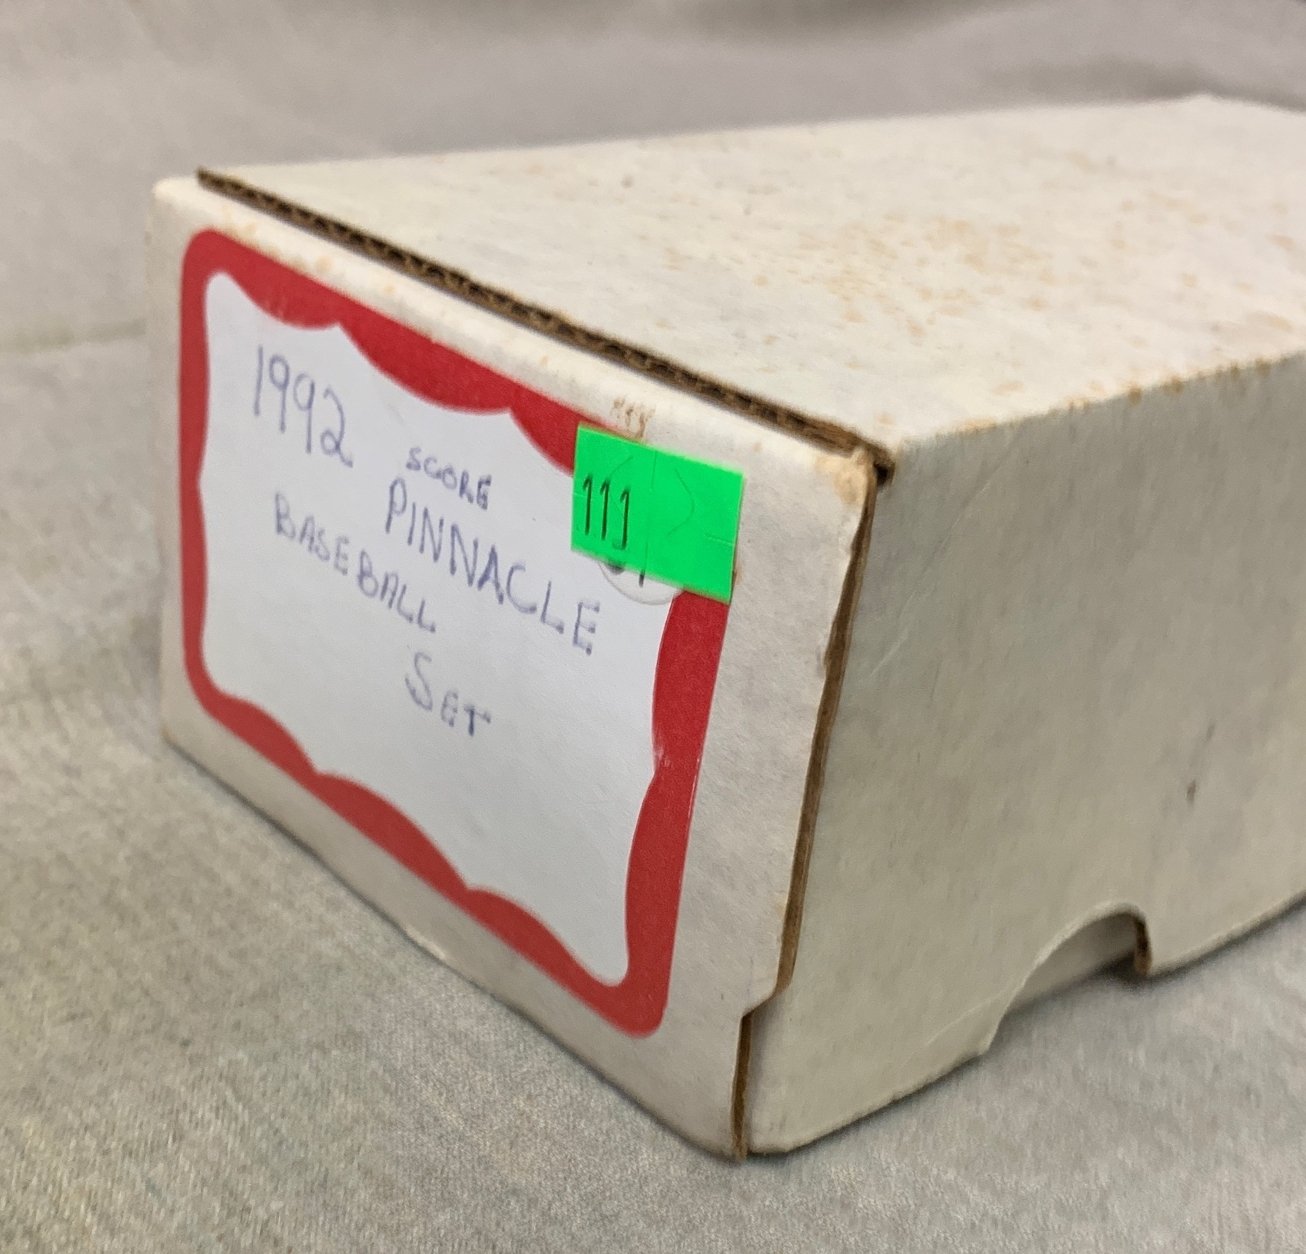 1992 SCORE
PINNACLE
BASEBALL
SET
111